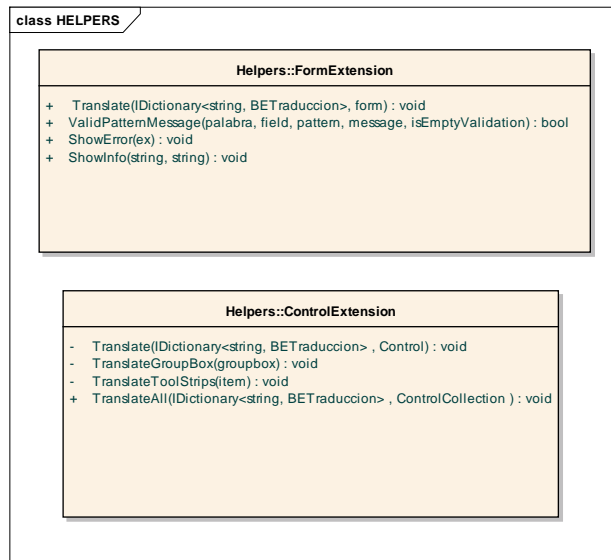 class HELPERS
Helpers::FormExtension
+ Translate(IDictionary<string, BETraduccion>, form) : void
+ ValidPatternMessage(palabra, field, pattern, message, isEmptyValidation) : bool
+ ShowError(ex) : void
+ ShowInfo(string, string) : void
Helpers::ControlExtension
- Translate(IDictionary<string, BETraduccion> , Control) : void
- TranslateGroupBox(groupbox) : void
- TranslateToolStrips(item) : void
+ TranslateAll(IDictionary<string, BETraduccion> , ControlCollection ) : void